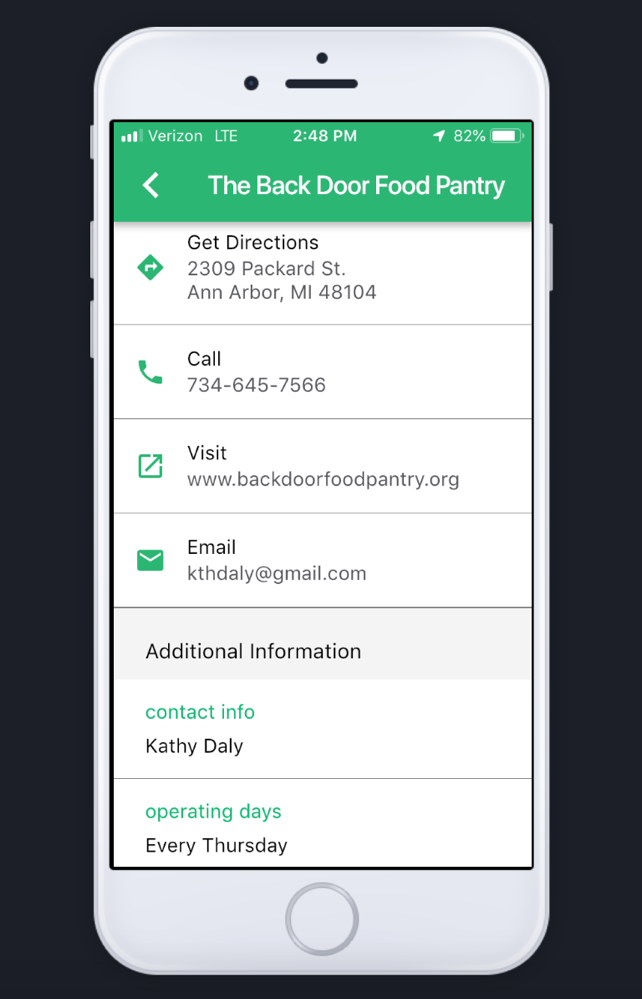 Verizon LTE 2:48 PM 82%
The Back Door Food Pantry
Get Directions
2309 Packard St.
Ann Arbor, MI 48104
Call
734-645-7566
Visit
www.backdoorfoodpantry.org
Email
kthdaly@gmail.com
Additional Information
contact info
Kathy Daly
operating days
Every Thursday